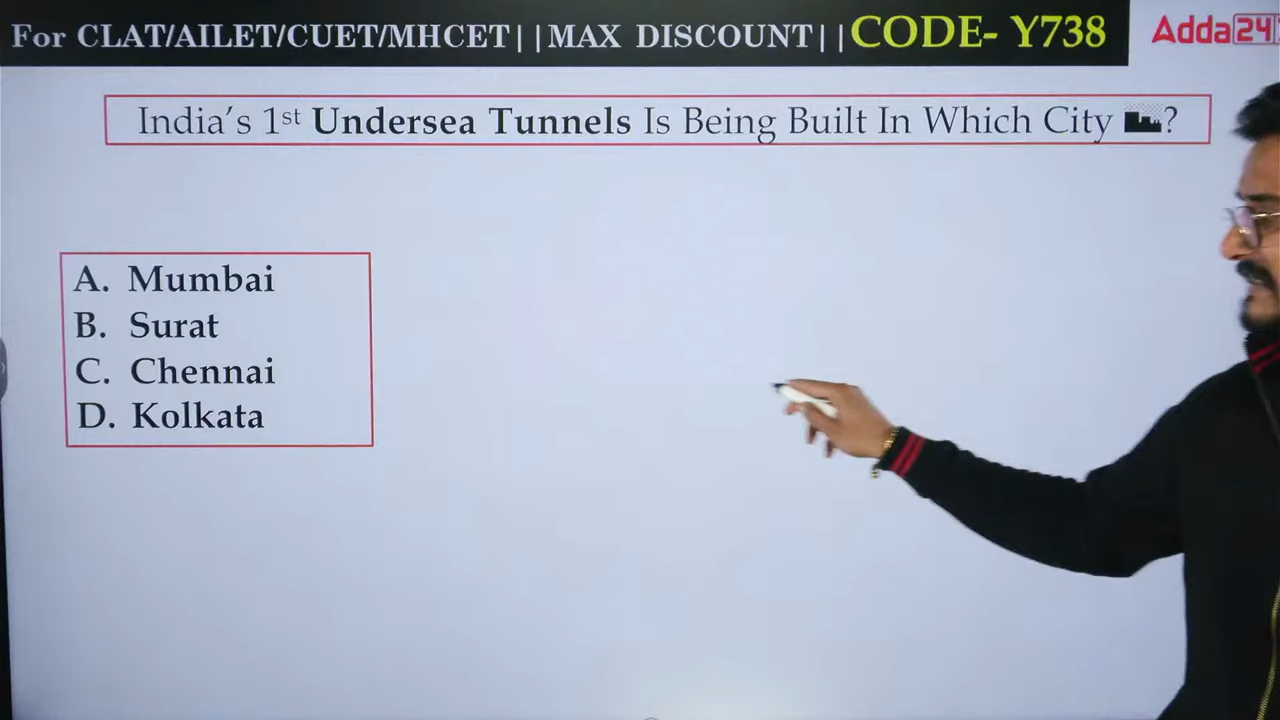 For CLAT/AILET/CUET/MHCET||MAX DISCOUNT||CODE- Y738
Adda24
India's 1st Undersea Tunnels Is Being Built In Which City ?
A. Mumbai
B. Surat
C. Chennai
D. Kolkata